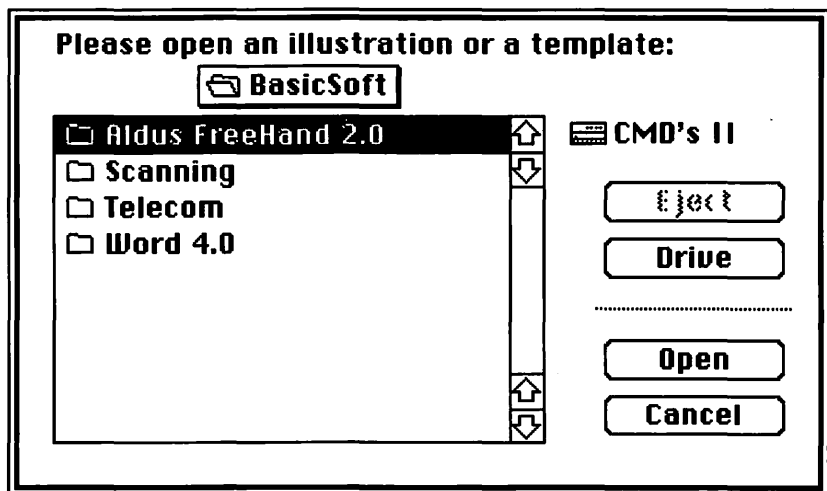 Please open an illustration or a template:
BasicSoft
Aldus FreeHand 2.0
CMD's II
Scanning
Telecom
Word 4.0
Eject
Drive
Open
Cancel